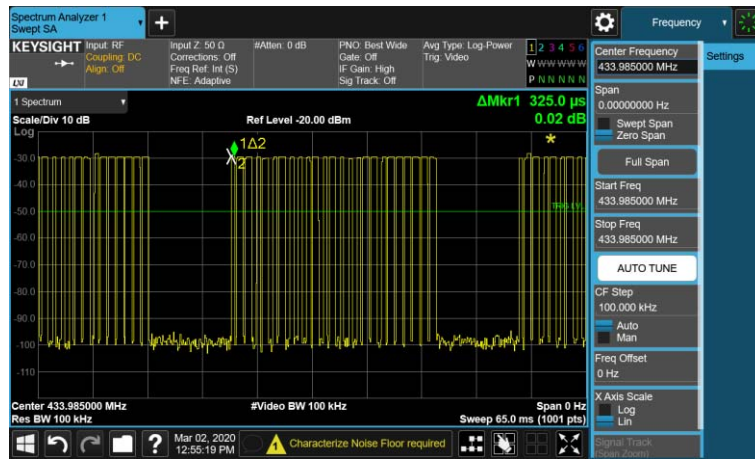 Spectrum Analyzer 1
Swept SA
Frequency
KEYSIGHT
Input: RF
Coupling: DC
Align: Off
Input Z: 50 Ω
Corrections: Off
Freq Ref: Int (S)
NFE: Adaptive
#Atten: 0 dB
PNO: Best Wide
Gate: Off
IF Gain: High
Sig Track: Off
Avg Type: Log-Power
Trig: Video
1 2 3 4 5 6
W W W W W W
P N N N N N
LXI
1 Spectrum
Scale/Div 10 dB
Log
Ref Level -20.00 dBm
ΔMkr1 325.0 µs
0.02 dB
1Δ2
X
2
*
-30.0
-40.0
-50.0
TRIG LVL
-70.0
-80.0
-90.0
-100
-110
Center 433.985000 MHz
#Video BW 100 kHz
Span 0 Hz
Res BW 100 kHz
Sweep 65.0 ms (1001 pts)
Center Frequency
433.985000 MHz
Settings
Span
0.00000000 Hz
Swept Span
Zero Span
Full Span
Start Freq
433.985000 MHz
Stop Freq
433.985000 MHz
AUTO TUNE
CF Step
100.000 kHz
Auto
Man
Freq Offset
0 Hz
X Axis Scale
Log
Lin
Signal Track
(Span Zoom)
?
Mar 02, 2020
12:55:19 PM
1
Characterize Noise Floor required